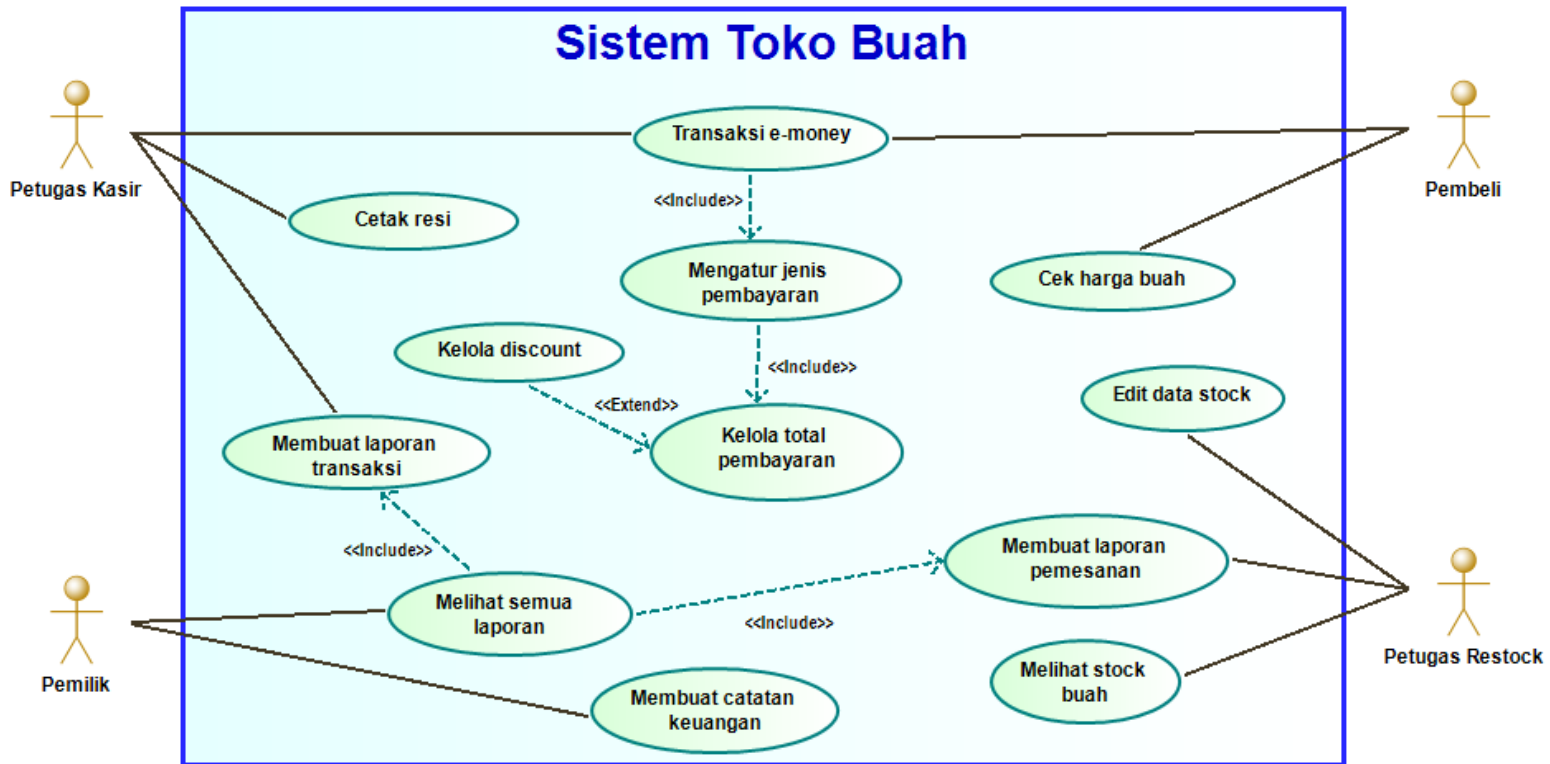 Sistem Toko Buah
Petugas Kasir
Pembeli
Transaksi e-money
<<Include>>
Cetak resi
Mengatur jenis
pembayaran
Cek harga buah
Kelola discount
<<Include>>
<<Extend>>
Edit data stock
Membuat laporan
transaksi
Kelola total
pembayaran
<<Include>>
Membuat laporan
pemesanan
Melihat semua
laporan
<<Include>>
Pemilik
Petugas Restock
Melihat stock
buah
Membuat catatan
keuangan